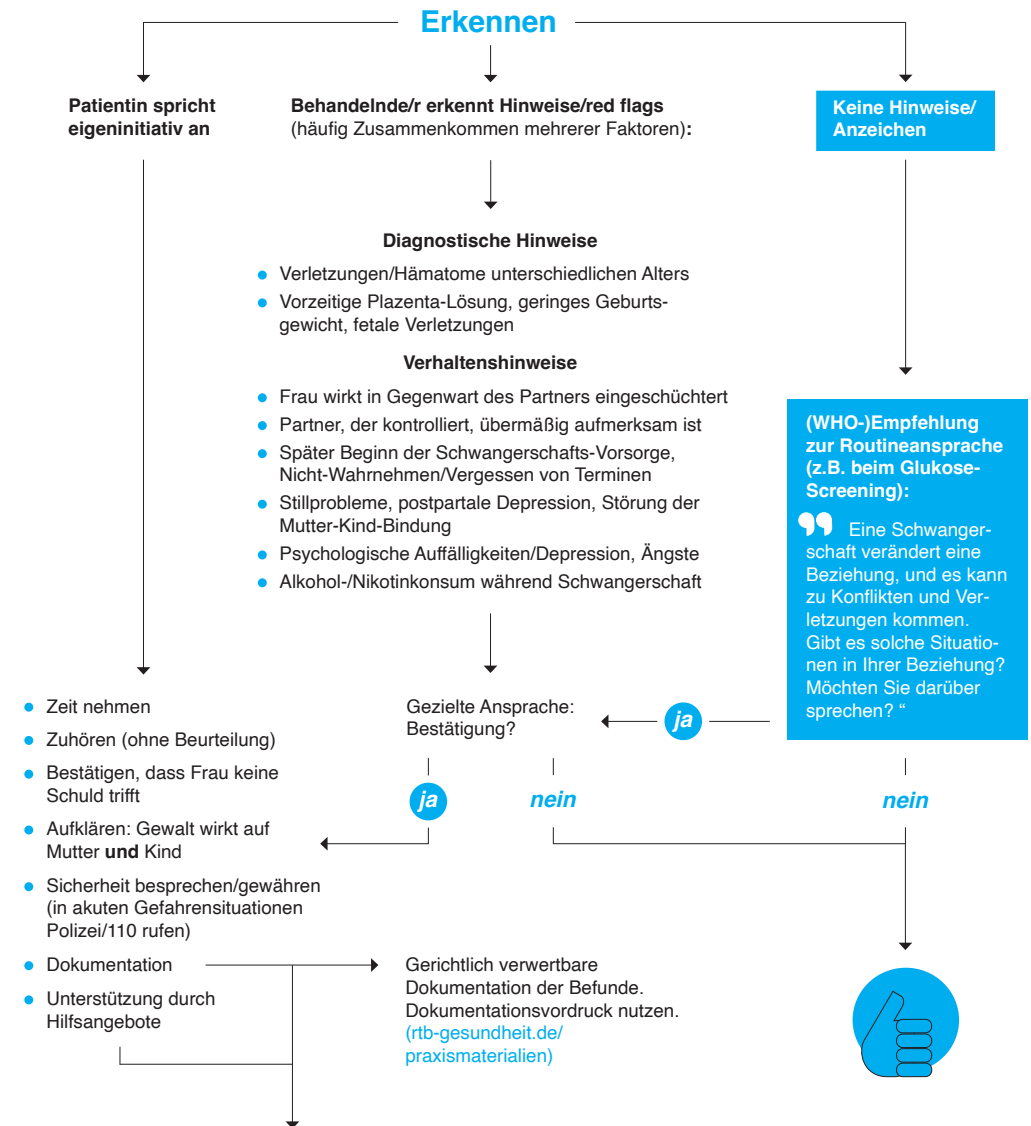 Erkennen
Patientin spricht
eigeninitiativ an
Behandelnde/r erkennt Hinweise/red flags
(häufig Zusammenkommen mehrerer Faktoren):
Keine Hinweise/
Anzeichen
Diagnostische Hinweise
Verletzungen/Hämatome unterschiedlichen Alters
Vorzeitige Plazenta-Lösung, geringes Geburts-
gewicht, fetale Verletzungen
Verhaltenshinweise
Frau wirkt in Gegenwart des Partners eingeschüchtert
Partner, der kontrolliert, übermäßig aufmerksam ist
Später Beginn der Schwangerschafts-Vorsorge,
Nicht-Wahrnehmen/Vergessen von Terminen
Stillprobleme, postpartale Depression, Störung der
Mutter-Kind-Bindung
Psychologische Auffälligkeiten/Depression, Ängste
Alkohol-/Nikotinkonsum während Schwangerschaft
(WHO-)Empfehlung
zur Routineansprache
(z.B. beim Glukose-
Screening):
❞ Eine Schwanger-
schaft verändert eine
Beziehung, und es kann
zu Konflikten und Ver-
letzungen kommen.
Gibt es solche Situatio-
nen in Ihrer Beziehung?
Möchten Sie darüber
sprechen? “
Zeit nehmen
Zuhören (ohne Beurteilung)
Bestätigen, dass Frau keine
Schuld trifft
Aufklären: Gewalt wirkt auf
Mutter und Kind
Sicherheit besprechen/gewähren
(in akuten Gefahrensituationen
Polizei/110 rufen)
Dokumentation
Unterstützung durch
Hilfsangebote
Gezielte Ansprache:
Bestätigung?
ja
ja
nein
nein
Gerichtlich verwertbare
Dokumentation der Befunde.
Dokumentationsvordruck nutzen.
(rtb-gesundheit.de/
praxismaterialien)